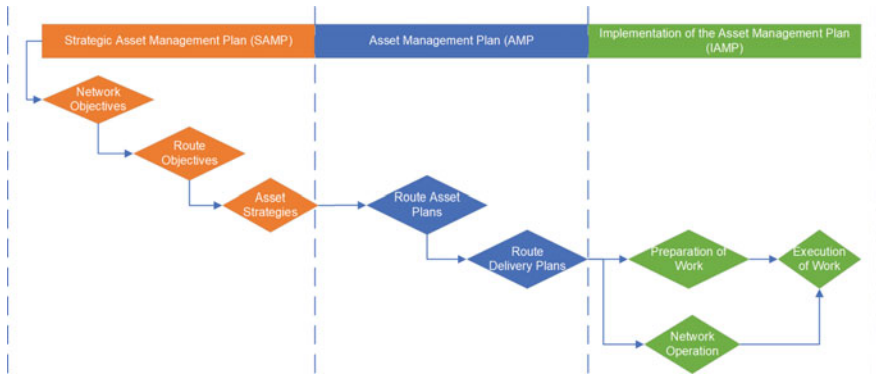 Strategic Asset Management Plan (SAMP)
Asset Management Plan (AMP
Implementation of the Asset Management Plan
(IAMP)
Network
Objectives
Route
Objectives
Asset
Strategies
Route Asset
Plans
Route
Delivery Plans
Preparation of
Work
Execution
of Work
Network
Operation